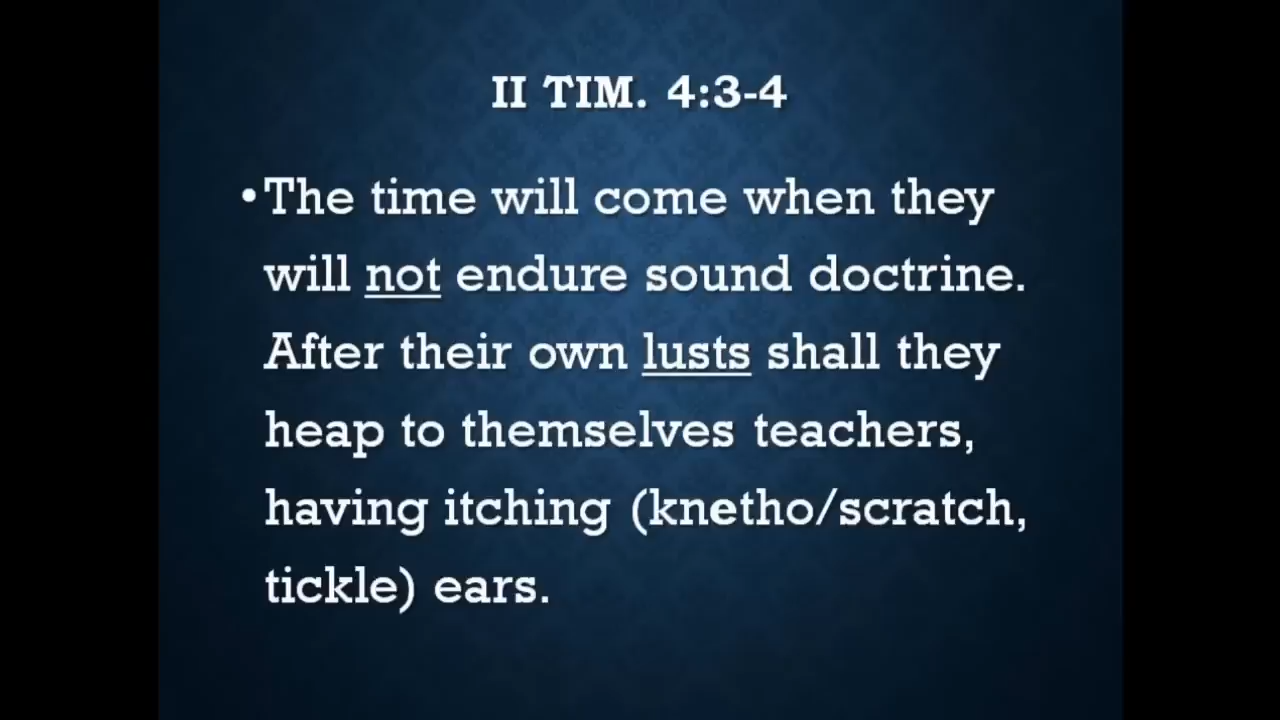 II TIM. 4:3-4
•The time will come when they
will not endure sound doctrine.
After their own lusts shall they
heap to themselves teachers,
having itching (knetho/scratch,
tickle) ears.